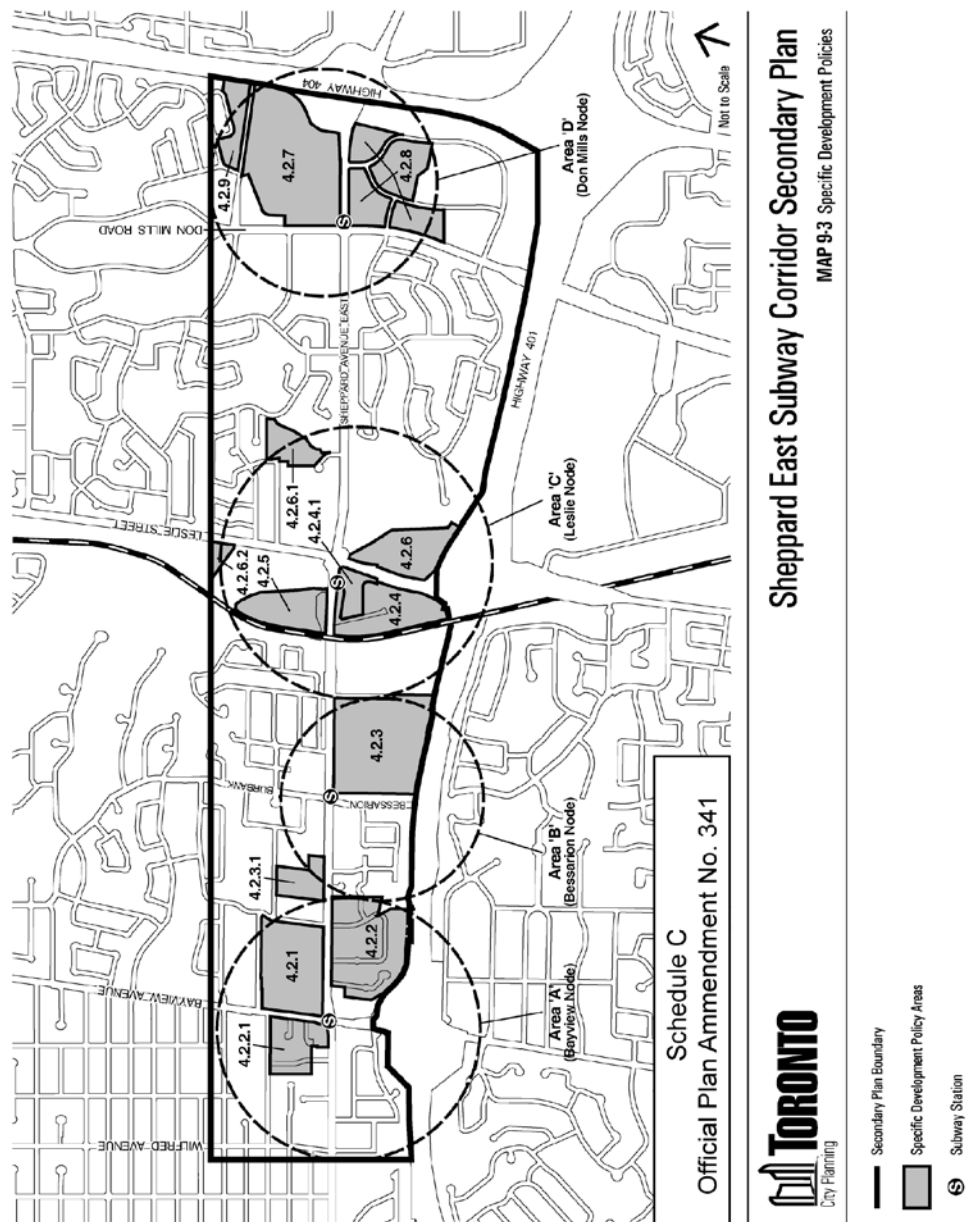 WILFRED AVENUE
BAYVIEW AVENUE
BURBANK
BESSARION
LESLIE STREET
SHEPPARD AVENUE EAST
DON MILLS ROAD
HIGHWAY 404
HIGHWAY 401
4.2.2.1
4.2.1
4.2.2
4.2.3.1
4.2.3
4.2.6.2
4.2.5
4.2.4
4.2.4.1
4.2.6.1
4.2.6
4.2.9
4.2.7
4.2.8
S
S
S
S
Area 'A'
(Bayview Node)
Area 'B'
(Bessarion Node)
Area 'C'
(Leslie Node)
Area 'D'
(Don Mills Node)
Not to Scale
Schedule C
Official Plan Ammendment No. 341
TORONTO
City Planning
Sheppard East Subway Corridor Secondary Plan
MAP 9-3 Specific Development Policies
Secondary Plan Boundary
Specific Development Policy Areas
S Subway Station